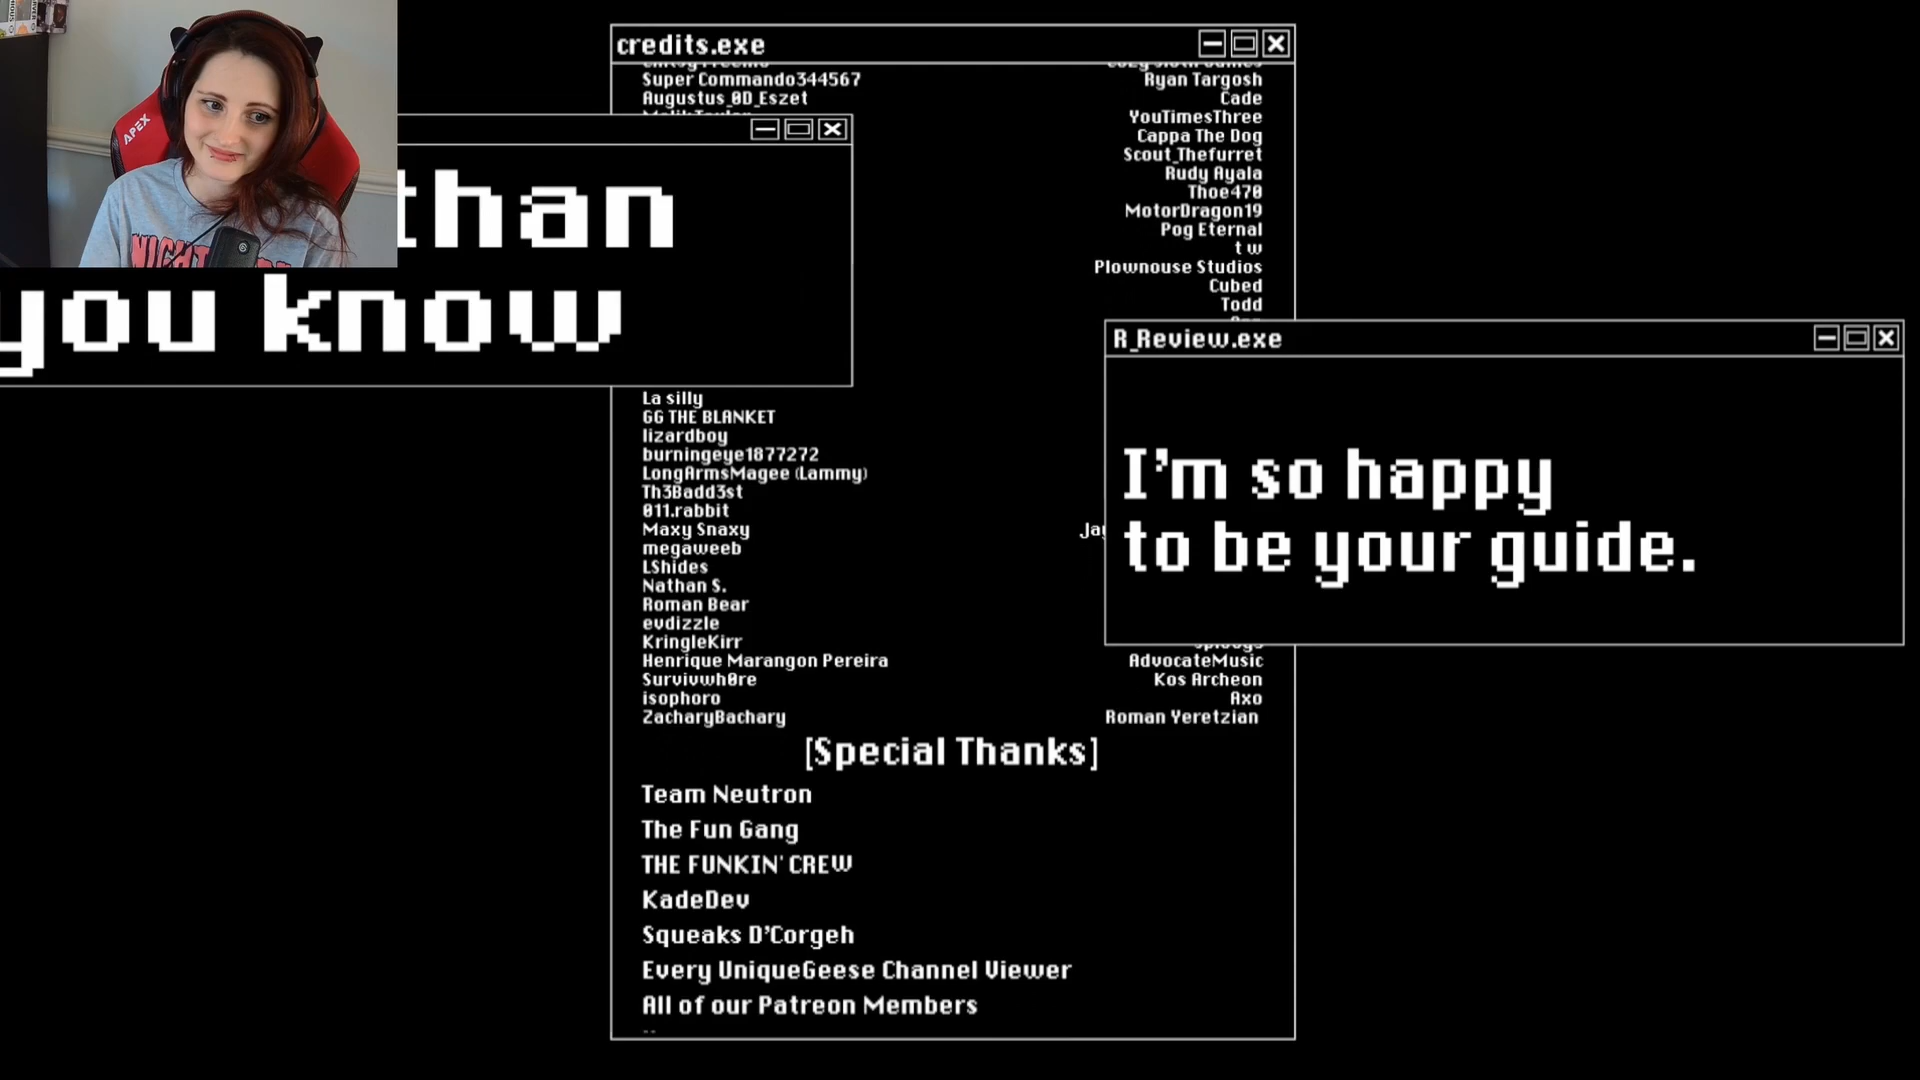 APEX
than
you know
credits.exe
Super Commando344567
Augustus_0D_Eszet
La silly
GG THE BLANKET
lizardboy
burningeye1877272
LongArmsMagee (Lammy)
Th3Badd3st
011.rabbit
Maxy Snaxy
megaweeb
LShides
Nathan S.
Roman Bear
evdizzle
KringleKirr
Henrique Marangon Pereira
Survivwh0re
isophoro
ZacharyBachary
Ryan Targosh
Cade
YouTimesThree
Cappa The Dog
Scout_Thefurret
Rudy Ayala
Thoe470
MotorDragon19
Pog Eternal
t w
Plownouse Studios
Cubed
Todd
AdvocateMusic
Kos Archeon
Axo
Roman Yeretzian
[Special Thanks]
Team Neutron
The Fun Gang
THE FUNKIN' CREW
KadeDev
Squeaks D'Corgeh
Every UniqueGeese Channel Viewer
All of our Patreon Members
R_Review.exe
I'm so happy
to be your guide.